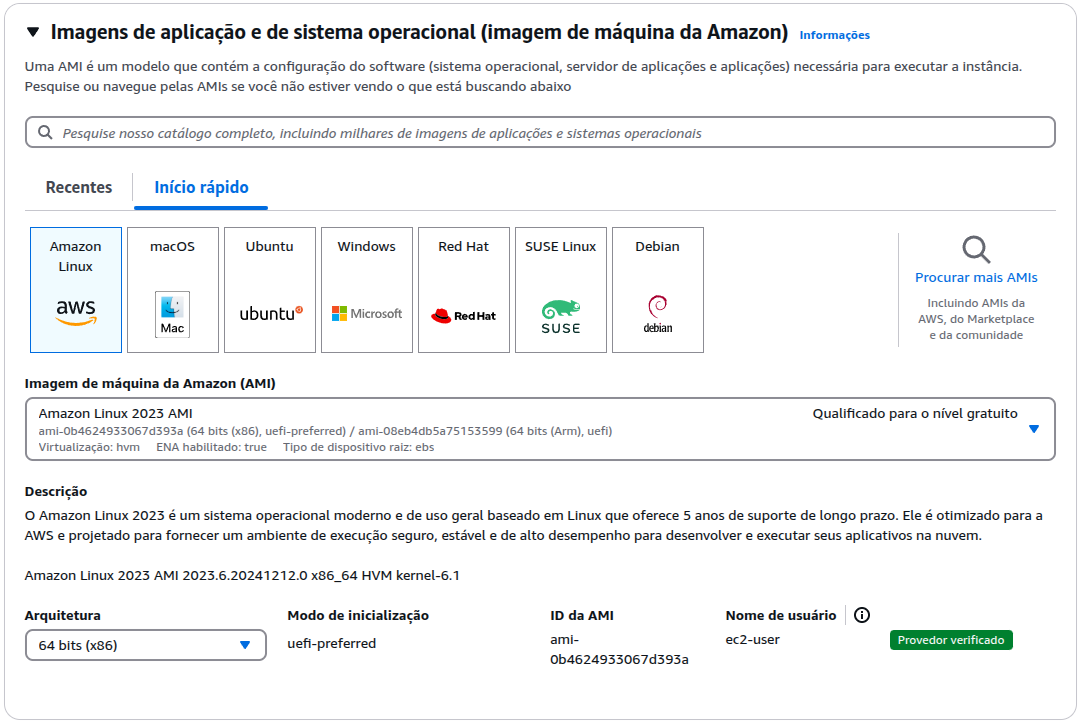 Imagens de aplicação e de sistema operacional (imagem de máquina da Amazon) Informações
Uma AMI é um modelo que contém a configuração do software (sistema operacional, servidor de aplicações e aplicações) necessária para executar a instância.
Pesquise ou navegue pelas AMIs se você não estiver vendo o que está buscando abaixo
Pesquise nosso catálogo completo, incluindo milhares de imagens de aplicações e sistemas operacionais
Recentes Início rápido
Amazon Linux
aws
macOS
Mac
Ubuntu
ubuntu
Windows
Microsoft
Red Hat
Red Hat
SUSE Linux
SUSE
Debian
debian
Procurar mais AMIs
Incluindo AMIs da
AWS, do Marketplace
e da comunidade
Imagem de máquina da Amazon (AMI)
Amazon Linux 2023 AMI Qualificado para o nível gratuito
ami-0b4624933067d393a (64 bits (x86), uefi-preferred) / ami-08eb4db5a75153599 (64 bits (Arm), uefi)
Virtualização: hvm ENA habilitado: true Tipo de dispositivo raiz: ebs
Descrição
O Amazon Linux 2023 é um sistema operacional moderno e de uso geral baseado em Linux que oferece 5 anos de suporte de longo prazo. Ele é otimizado para a
AWS e projetado para fornecer um ambiente de execução seguro, estável e de alto desempenho para desenvolver e executar seus aplicativos na nuvem.
Amazon Linux 2023 AMI 2023.6.20241212.0 x86_64 HVM kernel-6.1
Arquitetura
64 bits (x86)
Modo de inicialização
uefi-preferred
ID da AMI
ami-
0b4624933067d393a
Nome de usuário
ec2-user
Provedor verificado